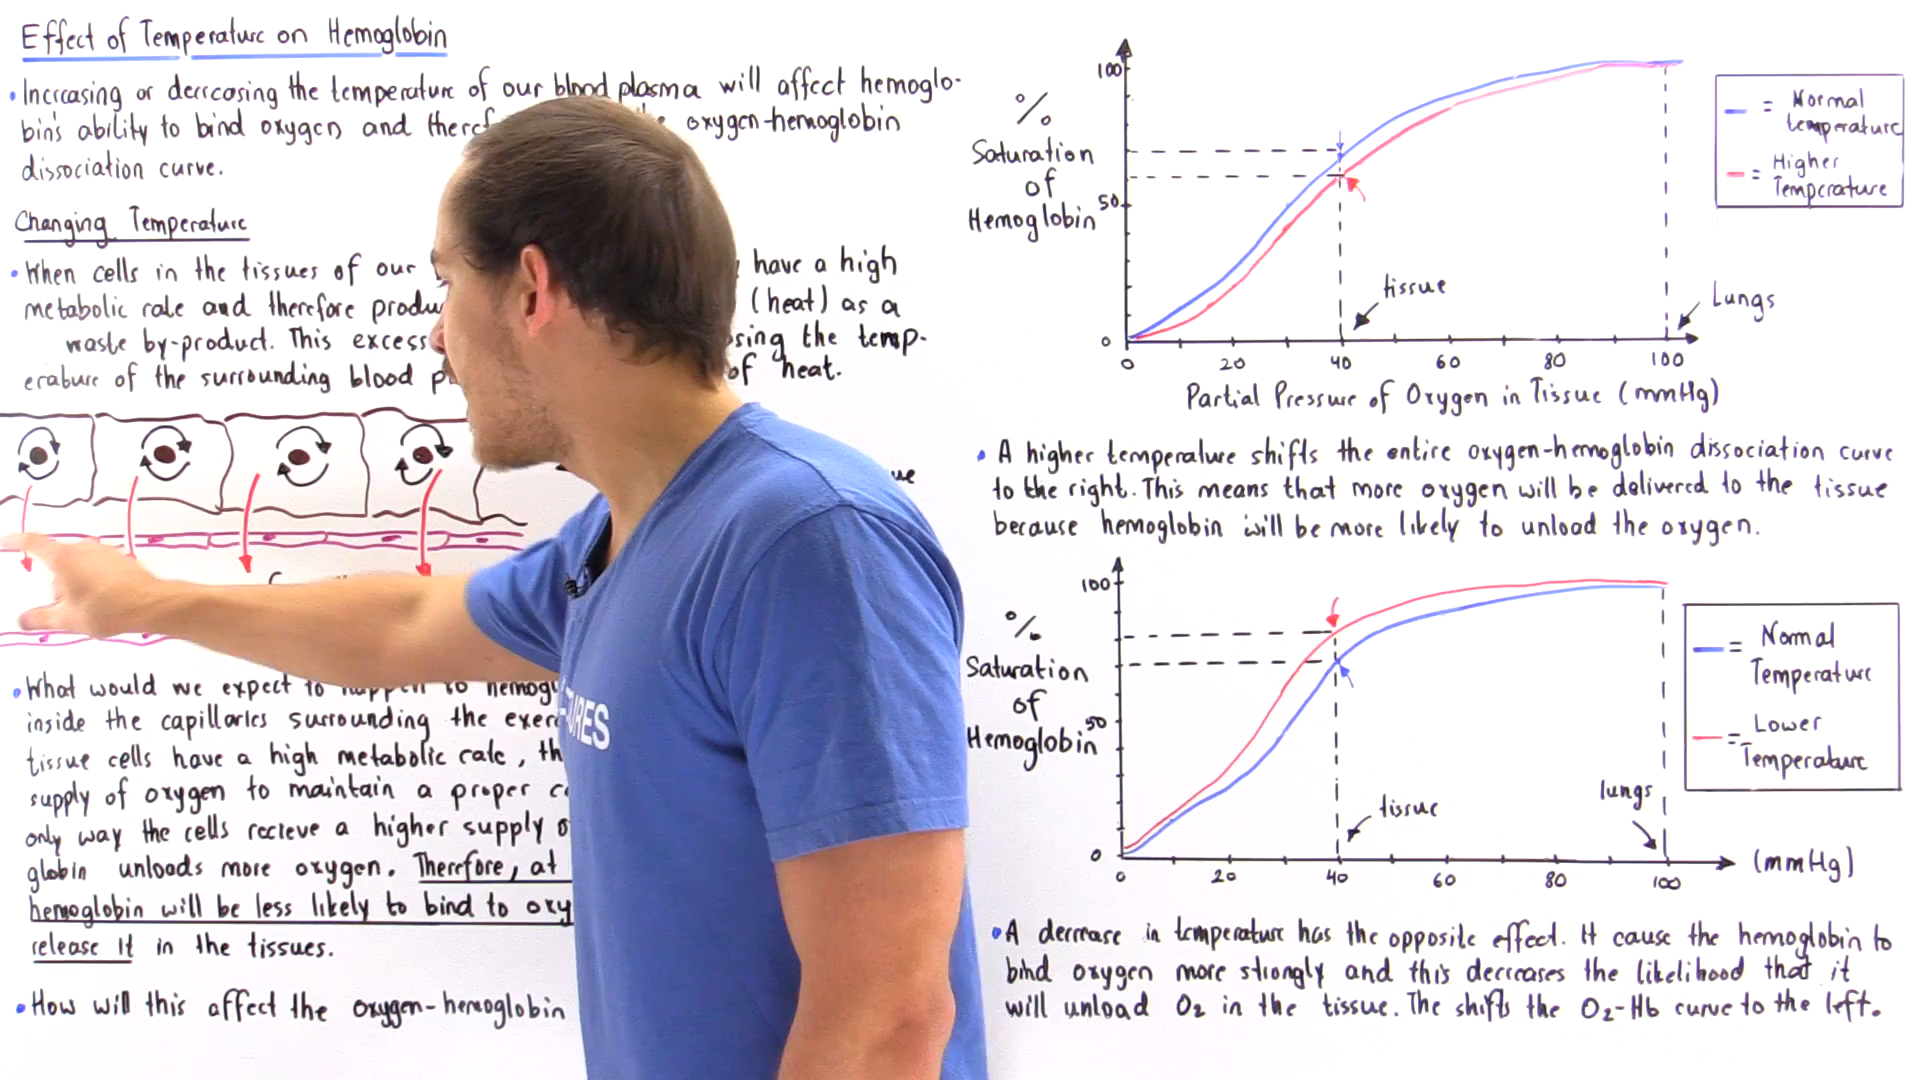 Effect of Temperature on Hemoglobin
• Increasing or decreasing the temperature of our blood plasma will affect hemoglo-
bin's ability to bind oxygen and oxygen-hemoglobin
dissociation curve.
Changing Temperature
• When cells in the tissues of our have a high
metabolic rate and therefore (heat) as a
waste by-product. This excess the temp-
erature of the surrounding blood of heat.
• What would we expect to happen to
inside the capillaries surrounding the
tissue cells have a high metabolic rate,
supply of oxygen to maintain a proper
only way the cells recieve a higher supply
globin unloads more oxygen. Therefore, at
hemoglobin will be less likely to bind to
release it in the tissues.
• How will this affect the oxygen-hemoglobin
TURES
%
Saturation
of
Hemoglobin
100
50
0
0 20 40 60 80 100
tissue
Lungs
Partial Pressure of Oxygen in Tissue (mmHg)
= Normal
temperature
= Higher
Temperature
• A higher temperature shifts the entire oxygen-hemoglobin dissociation curve
to the right. This means that more oxygen will be delivered to the tissue
because hemoglobin will be more likely to unload the oxygen.
%
Saturation
of
Hemoglobin
100
50
0
0 20 40 60 80 100
tissue
lungs
(mmHg)
= Normal
Temperature
= Lower
Temperature
• A decrease in temperature has the opposite effect. It cause the hemoglobin to
bind oxygen more strongly and this decreases the likelihood that it
will unload O2 in the tissue. The shifts the O2-Hb curve to the left.